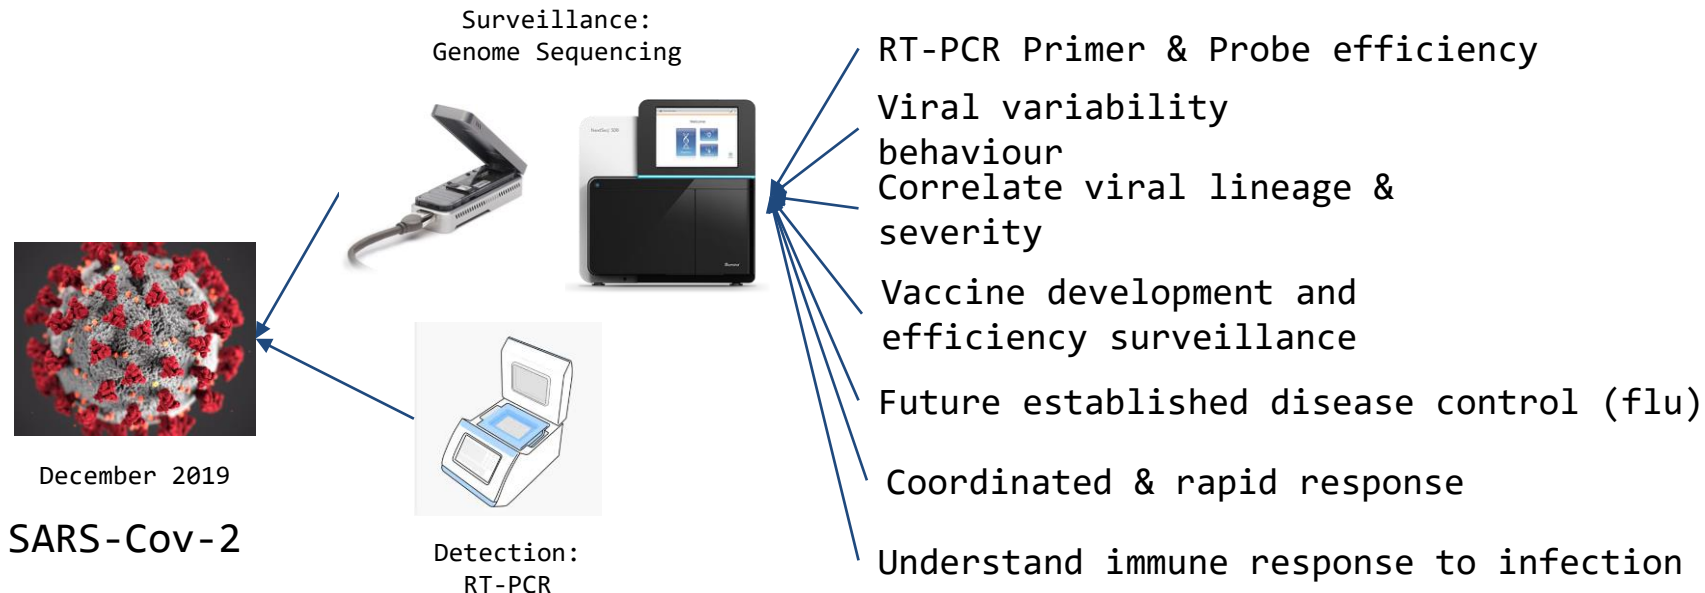 Surveillance:
Genome Sequencing
RT-PCR Primer & Probe efficiency
Viral variability
behaviour
Correlate viral lineage &
severity
Vaccine development and
efficiency surveillance
Future established disease control (flu)
Coordinated & rapid response
Understand immune response to infection
December 2019
SARS-Cov-2
Detection:
RT-PCR